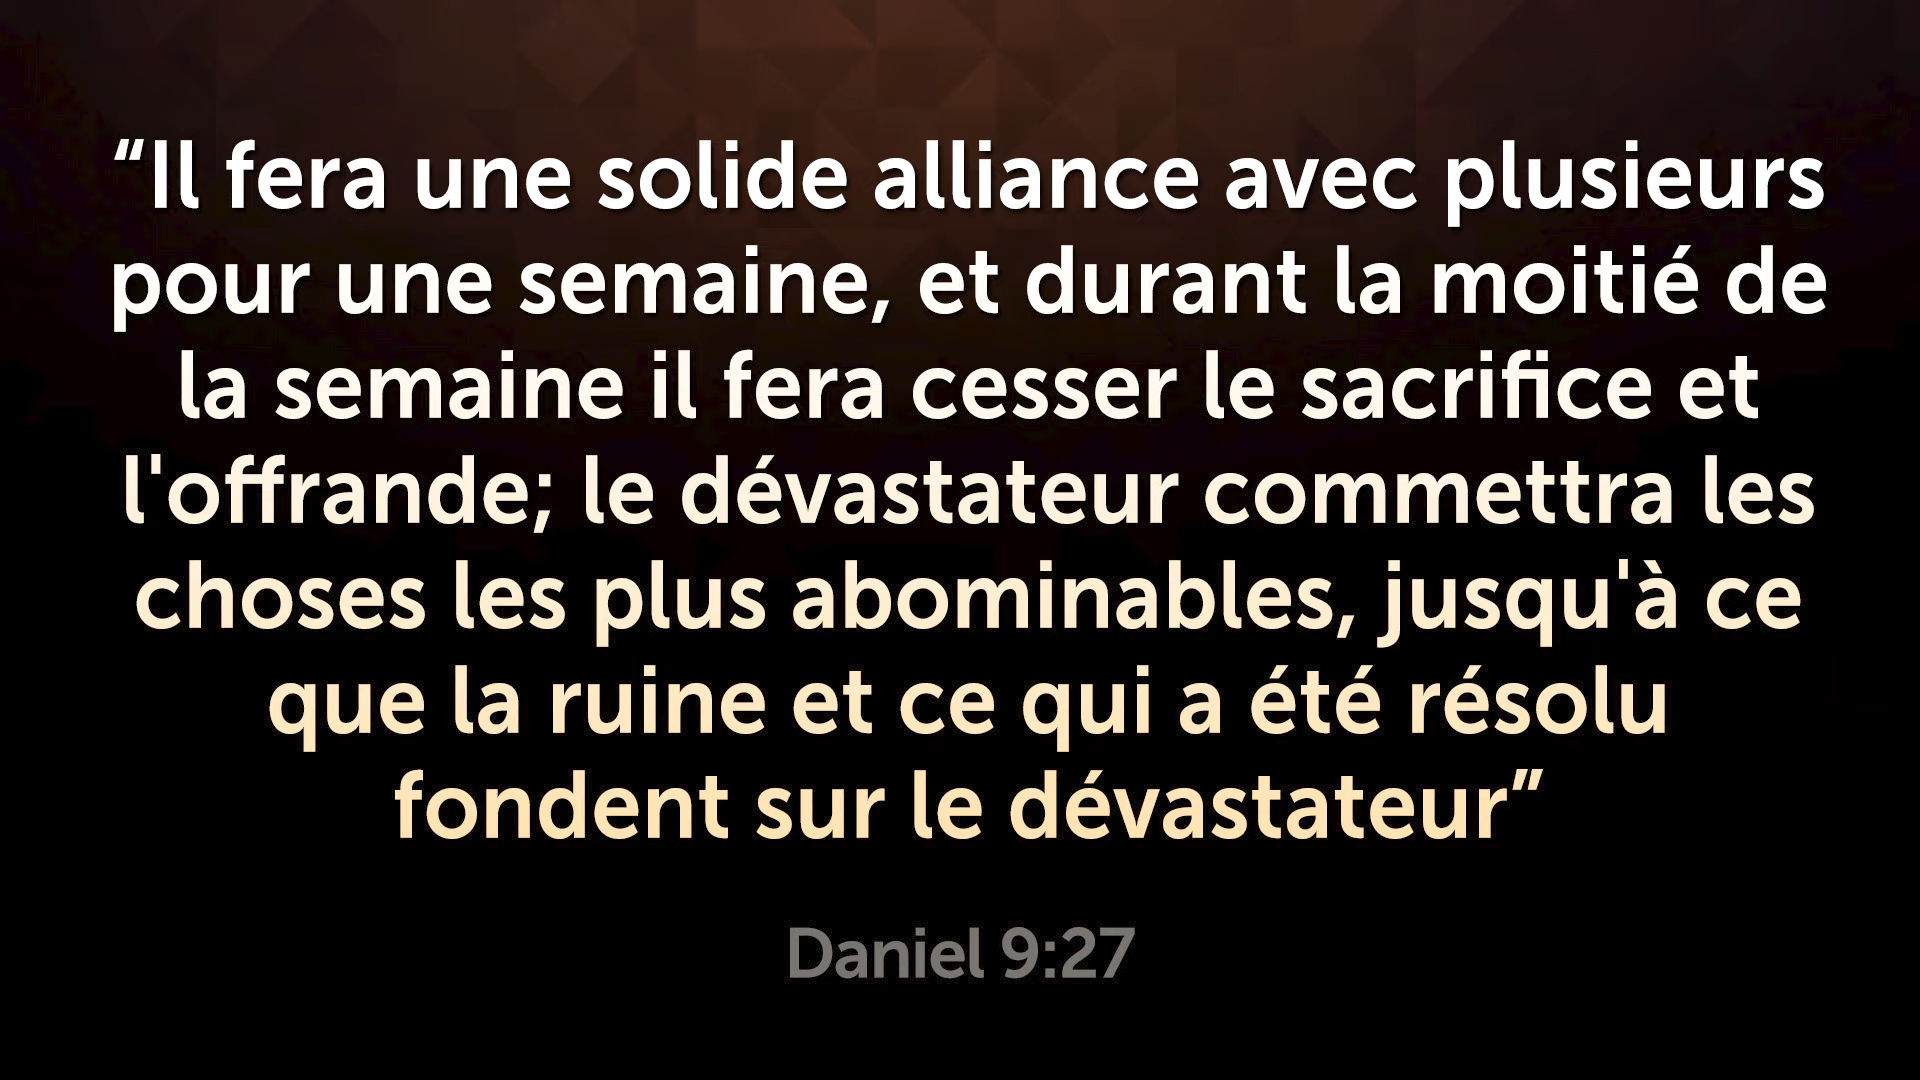 “Il fera une solide alliance avec plusieurs
pour une semaine, et durant la moitié de
la semaine il fera cesser le sacrifice et
l'offrande; le dévastateur commettra les
choses les plus abominables, jusqu'à ce
que la ruine et ce qui a été résolu
fondent sur le dévastateur”
Daniel 9:27